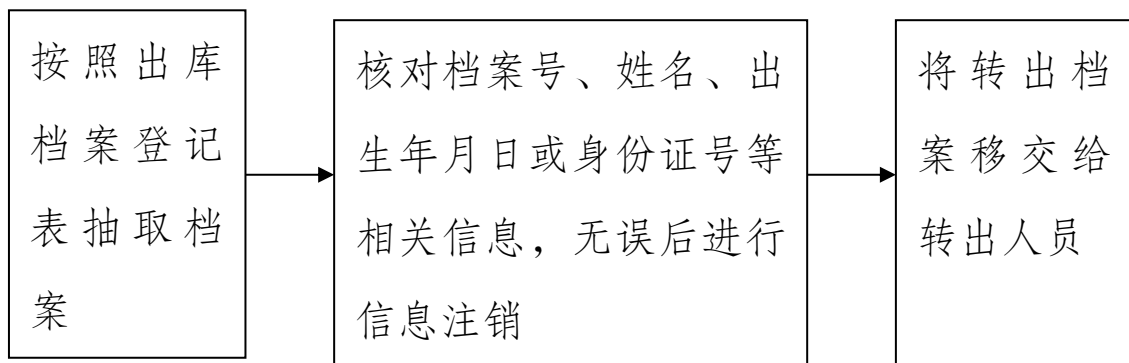 按照出库
档案登记
表抽取档
案
核对档案号、姓名、出
生年月日或身份证号等
相关信息，无误后进行
信息注销
将转出档
案移交给
转出人员